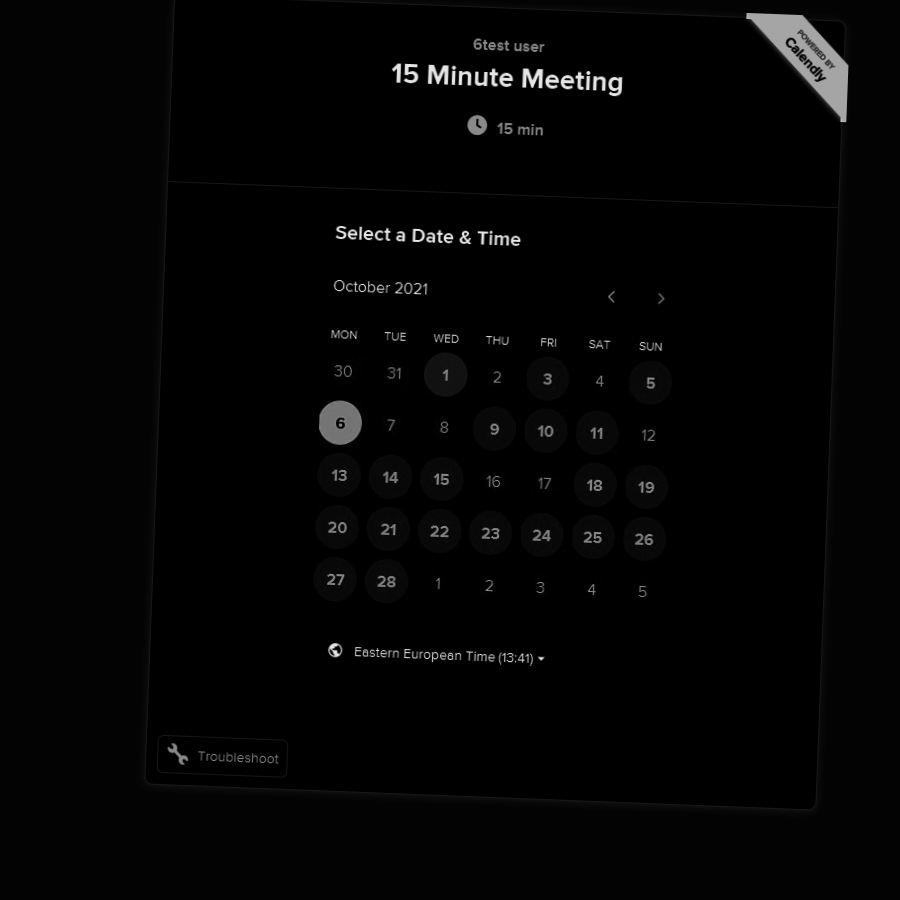 POWERED BY
Calendly
6test user
15 Minute Meeting
15 min
Select a Date & Time
October 2021
MON TUE WED THU FRI SAT SUN
30 31 1 2 3 4 5
6 7 8 9 10 11 12
13 14 15 16 17 18 19
20 21 22 23 24 25 26
27 28 1 2 3 4 5
Eastern European Time (13:41)
Troubleshoot